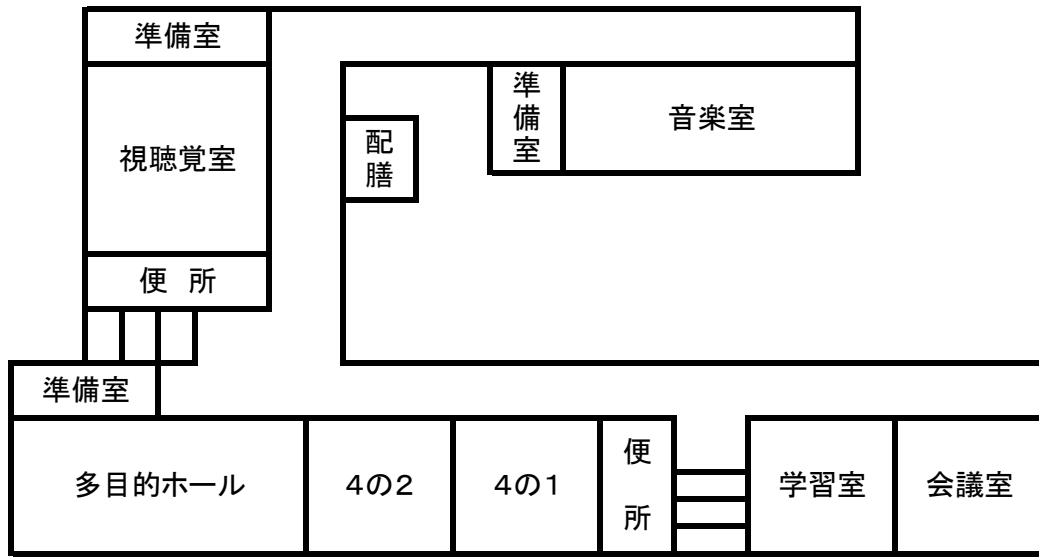 準備室
視聴覚室
便 所
準備室
音楽室
配膳
準備室
多目的ホール
4の2
4の1
便所
学習室
会議室